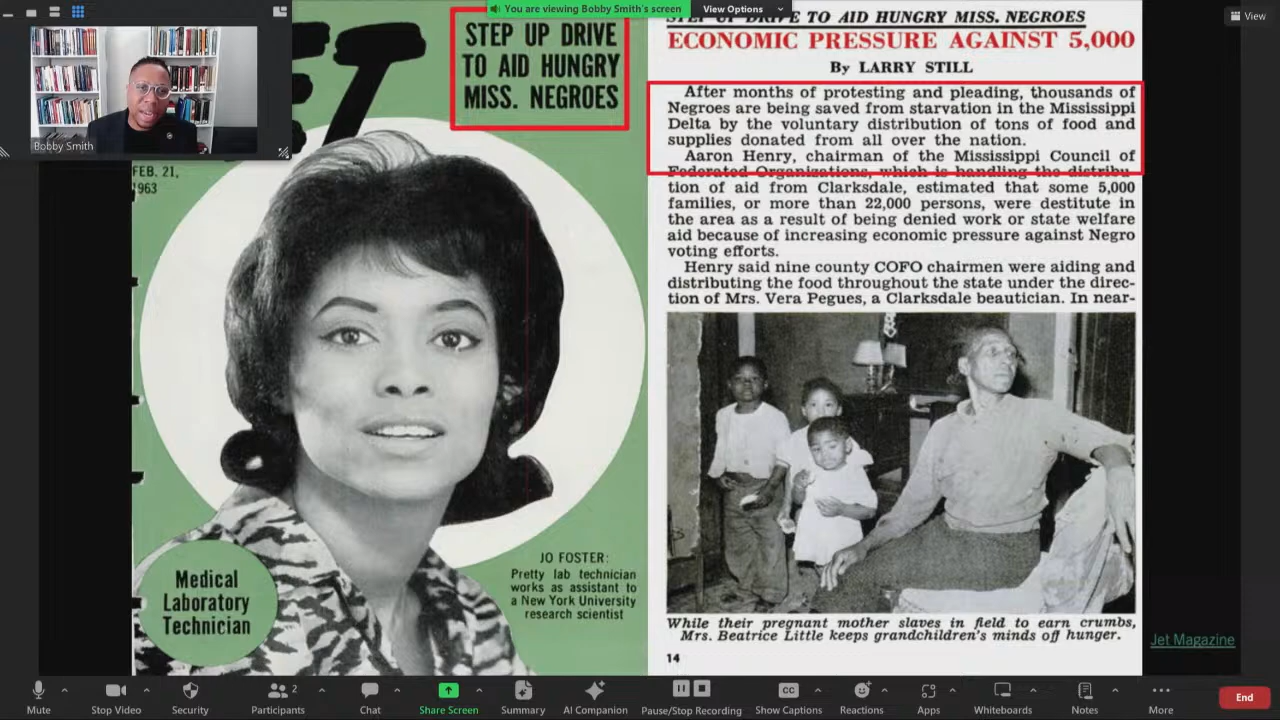 You are viewing Bobby Smith's screen
View Options
View
Bobby Smith
ET
STEP UP DRIVE
TO AID HUNGRY
MISS. NEGROES
FEB. 21,
1963
JO FOSTER:
Pretty lab technician
works as assistant to
a New York University
research scientist
Medical
Laboratory
Technician
STEP UP DRIVE TO AID HUNGRY MISS. NEGROES
ECONOMIC PRESSURE AGAINST 5,000
By LARRY STILL
After months of protesting and pleading, thousands of
Negroes are being saved from starvation in the Mississippi
Delta by the voluntary distribution of tons of food and
supplies donated from all over the nation.
Aaron Henry, chairman of the Mississippi Council of
Federated Organizations, which is handling the distribu-
tion of aid from Clarksdale, estimated that some 5,000
families, or more than 22,000 persons, were destitute in
the area as a result of being denied work or state welfare
aid because of increasing economic pressure against Negro
voting efforts.
Henry said nine county COFO chairmen were aiding and
distributing the food throughout the state under the direc-
tion of Mrs. Vera Pegues, a Clarksdale beautician. In near-
While their pregnant mother slaves in field to earn crumbs,
Mrs. Beatrice Little keeps grandchildren's minds off hunger.
14
Jet Magazine
Mute
Stop Video
Security
Participants
2
Chat
Share Screen
Summary
AI Companion
Pause/Stop Recording
CC
Show Captions
Reactions
Apps
Whiteboards
Notes
More
End